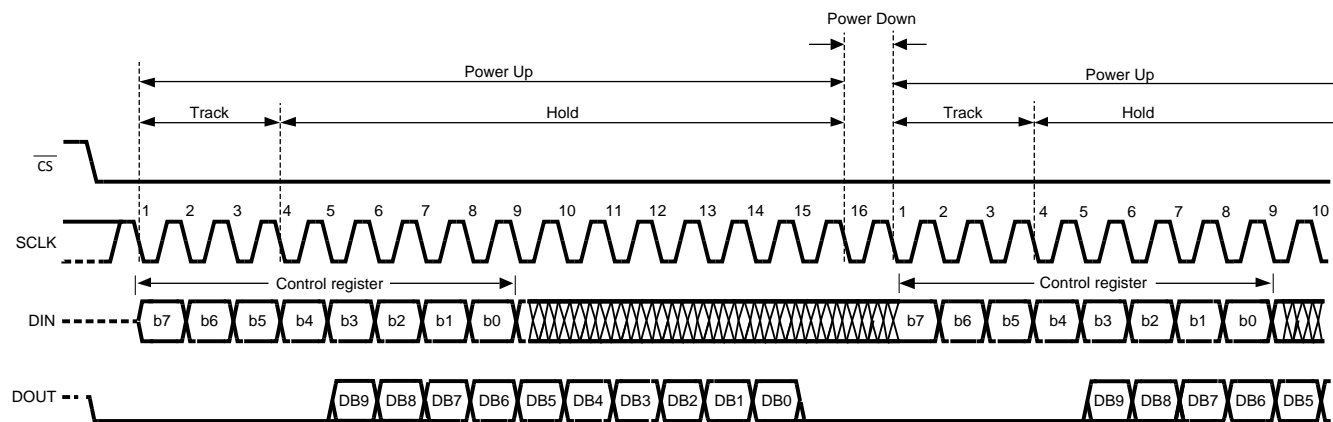 Power Down
Power Up Power Up
Track Hold Track Hold
CS
1 2 3 4 5 6 7 8 9 10 11 12 13 14 15 16 1 2 3 4 5 6 7 8 9 10
SCLK
Control register Control register
DIN b7 b6 b5 b4 b3 b2 b1 b0 b7 b6 b5 b4 b3 b2 b1 b0
DOUT DB9 DB8 DB7 DB6 DB5 DB4 DB3 DB2 DB1 DB0 DB9 DB8 DB7 DB6 DB5